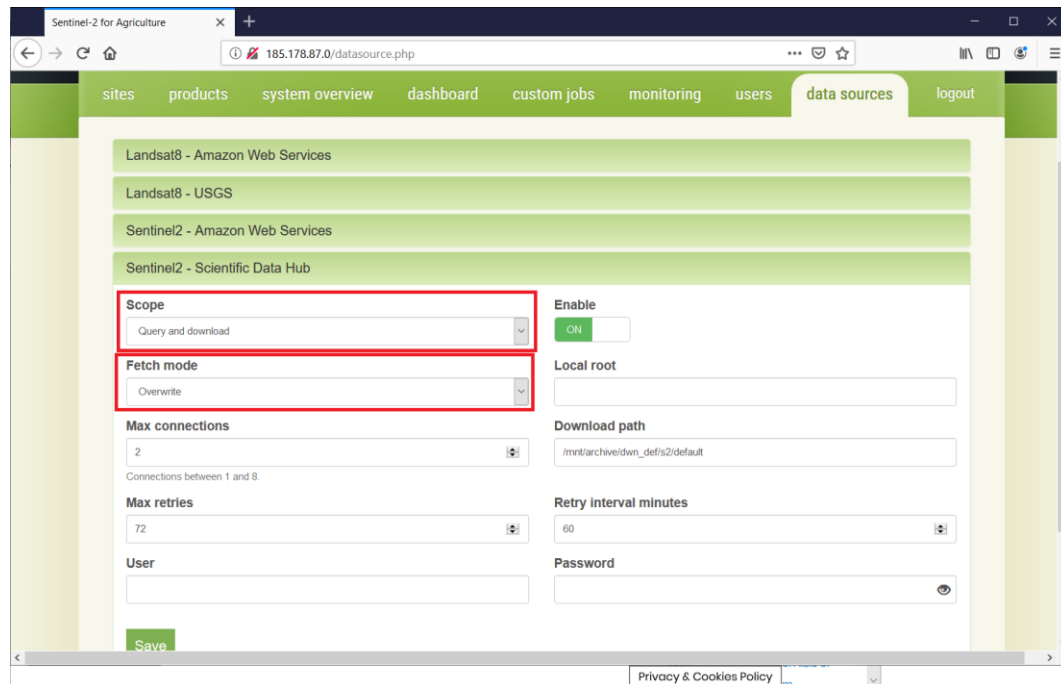 Sentinel-2 for Agriculture
185.178.87.0/datasource.php
sites products system overview dashboard custom jobs monitoring users data sources logout
Landsat8 - Amazon Web Services
Landsat8 - USGS
Sentinel2 - Amazon Web Services
Sentinel2 - Scientific Data Hub
Scope Enable
Query and download ON
Fetch mode Local root
Overwrite
Max connections Download path
2 /mnt/archive/dwn_def/s2/default
Connections between 1 and 8.
Max retries Retry interval minutes
72 60
User Password
Save
Privacy & Cookies Policy